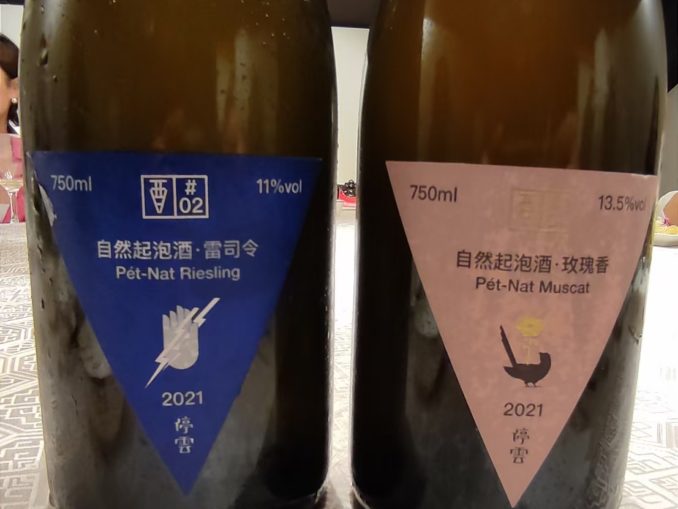 750ml
#
02
11%vol
自然起泡酒·雷司令
Pét-Nat Riesling
2021
停雲
750ml
13.5%vol
自然起泡酒·玫瑰香
Pét-Nat Muscat
2021
停雲